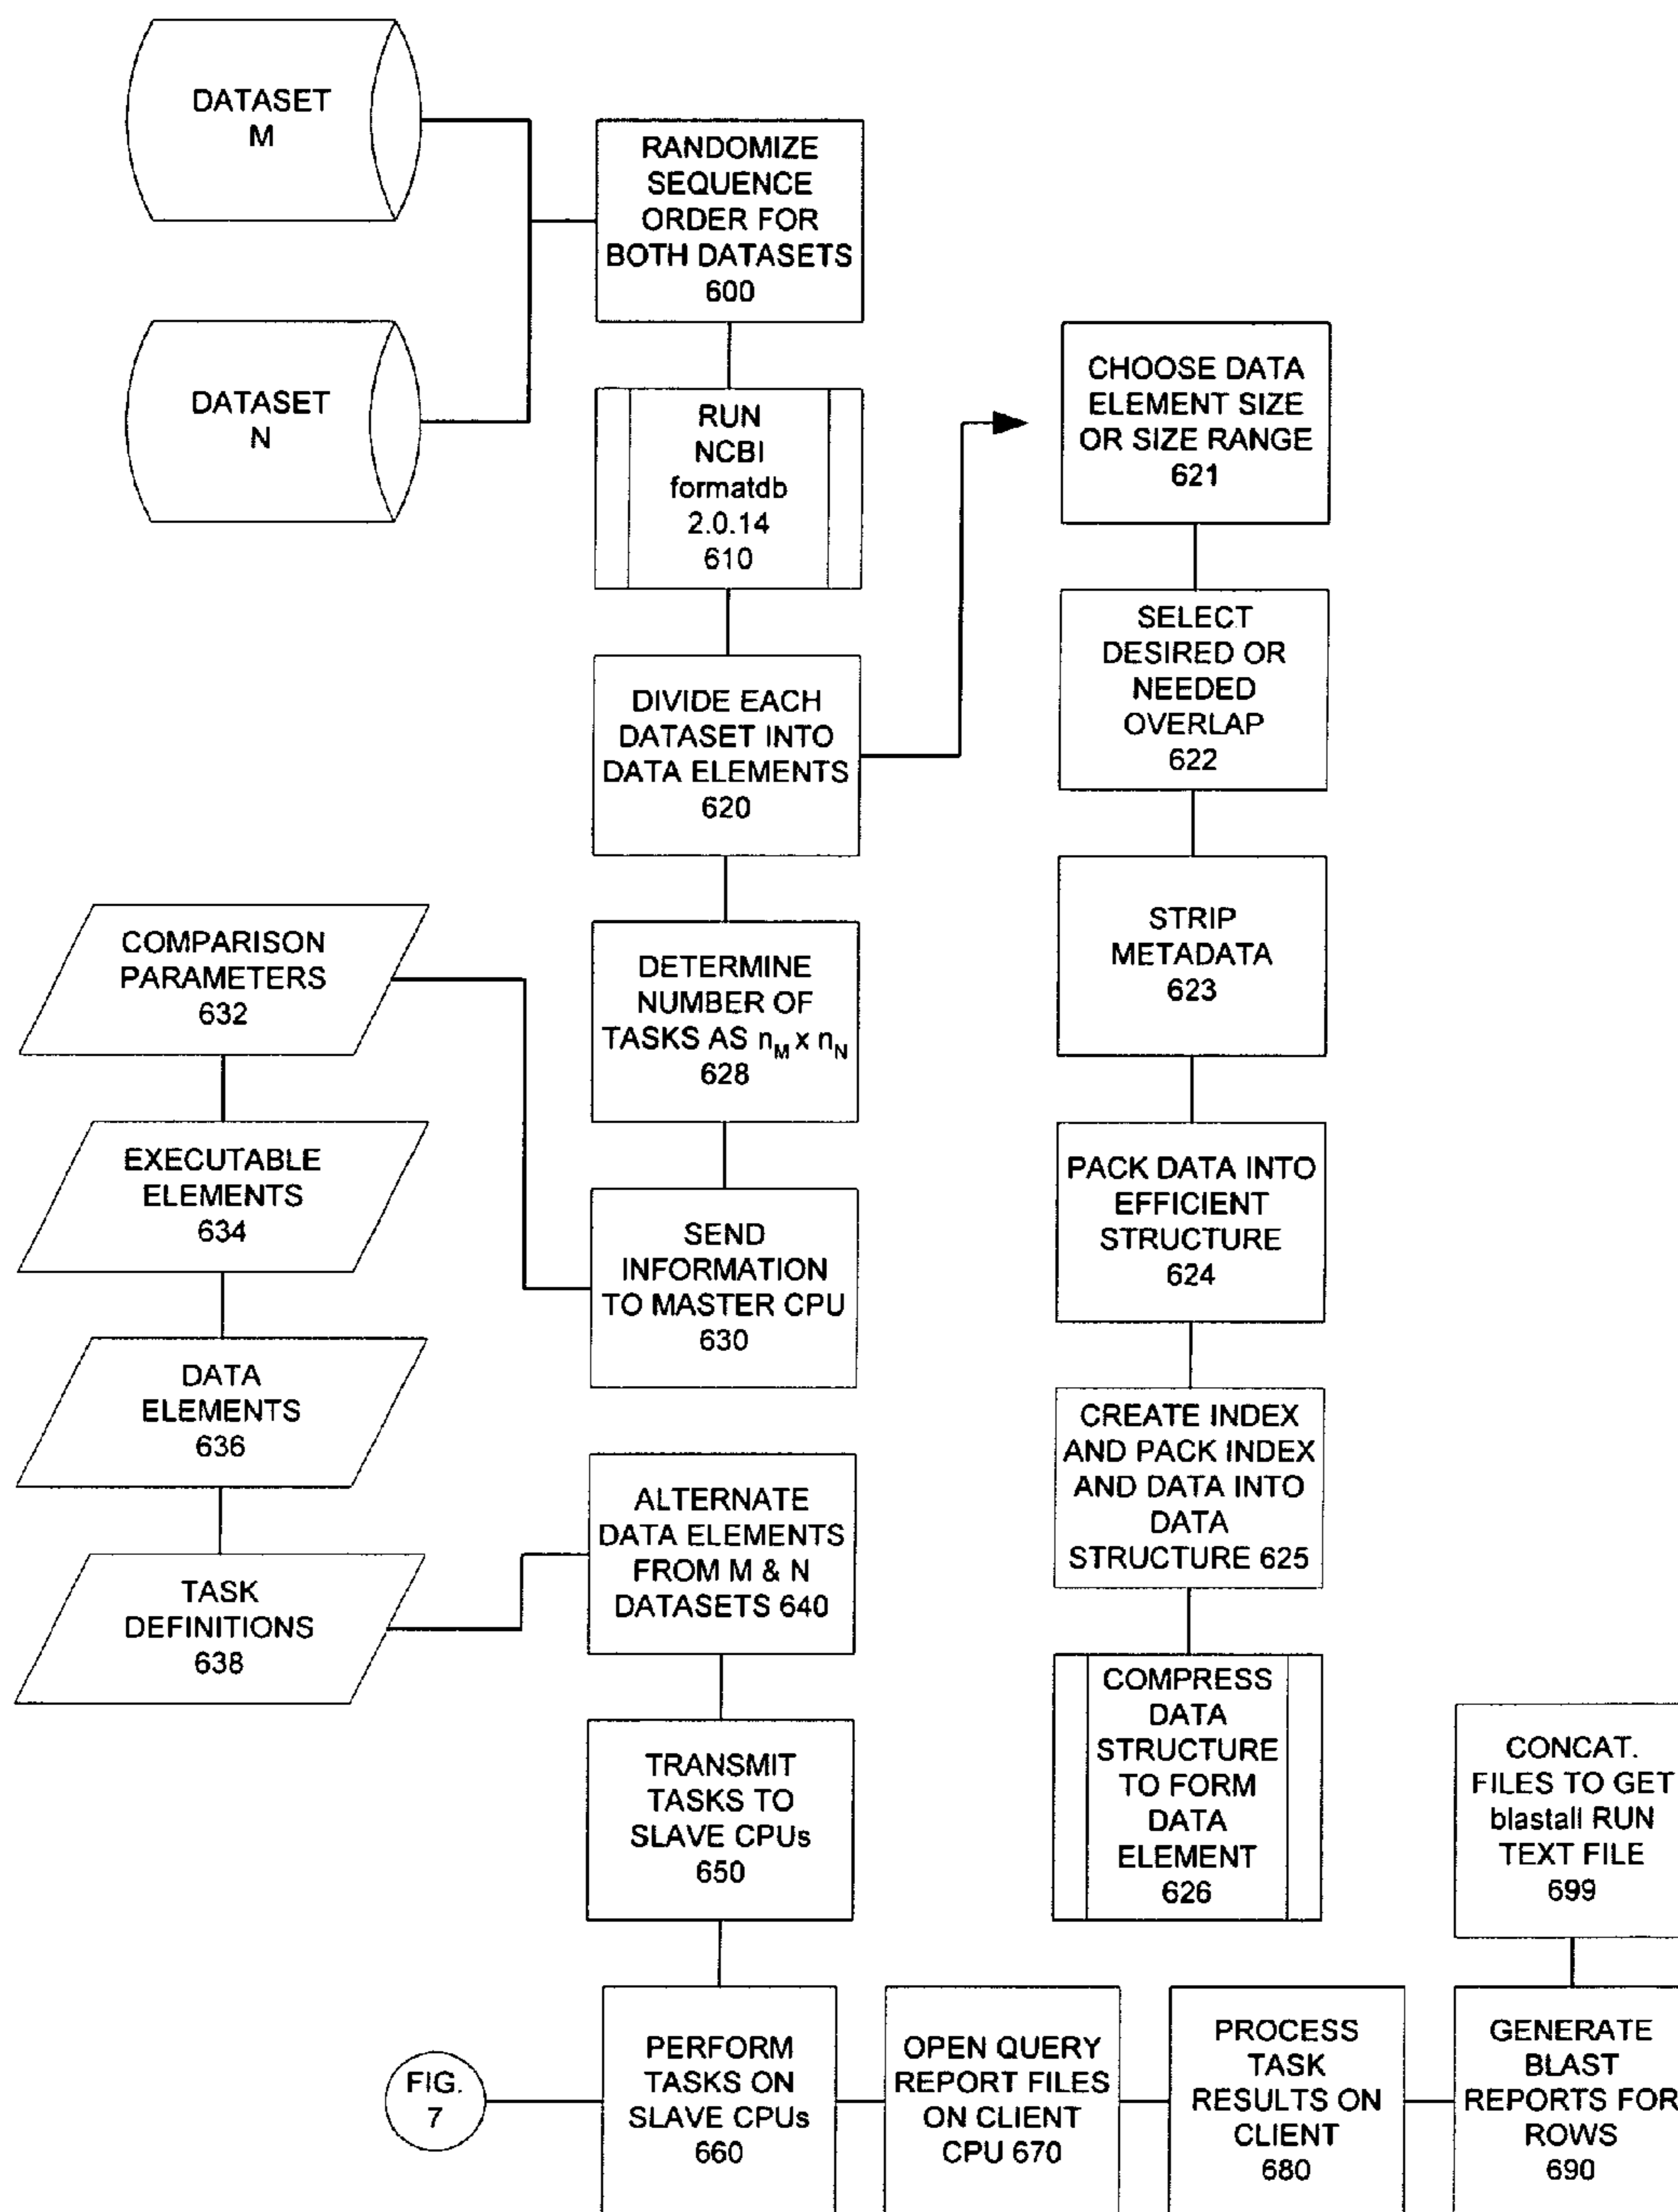 DATASET
M
DATASET
N
RANDOMIZE
SEQUENCE
ORDER FOR
BOTH DATASETS
600
RUN
NCBI
formatdb
2.0.14
610
DIVIDE EACH
DATASET INTO
DATA ELEMENTS
620
CHOOSE DATA
ELEMENT SIZE
OR SIZE RANGE
621
SELECT
DESIRED OR
NEEDED
OVERLAP
622
STRIP
METADATA
623
PACK DATA INTO
EFFICIENT
STRUCTURE
624
CREATE INDEX
AND PACK INDEX
AND DATA INTO
DATA
STRUCTURE 625
COMPRESS
DATA
STRUCTURE
TO FORM
DATA
ELEMENT
626
DETERMINE
NUMBER OF
TASKS AS nM x nN
628
SEND
INFORMATION
TO MASTER CPU
630
COMPARISON
PARAMETERS
632
EXECUTABLE
ELEMENTS
634
DATA
ELEMENTS
636
TASK
DEFINITIONS
638
ALTERNATE
DATA ELEMENTS
FROM M & N
DATASETS 640
TRANSMIT
TASKS TO
SLAVE CPUs
650
FIG.
7
PERFORM
TASKS ON
SLAVE CPUs
660
OPEN QUERY
REPORT FILES
ON CLIENT
CPU 670
PROCESS
TASK
RESULTS ON
CLIENT
680
GENERATE
BLAST
REPORTS FOR
ROWS
690
CONCAT.
FILES TO GET
blastall RUN
TEXT FILE
699